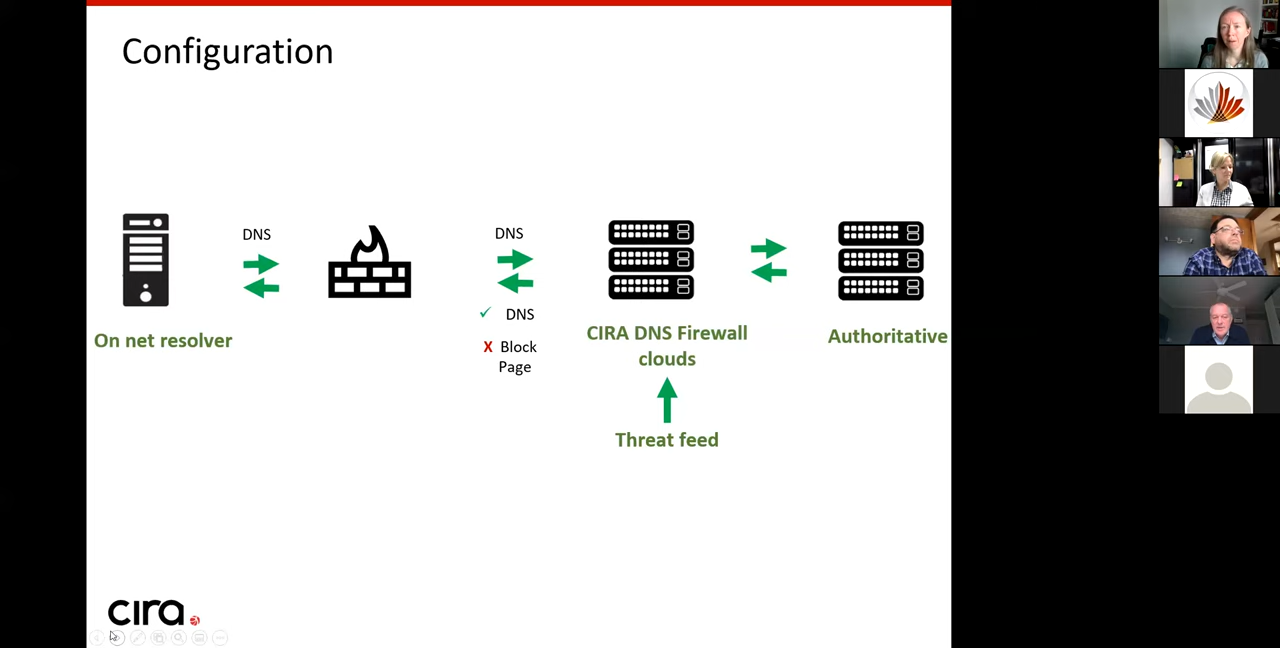 Configuration
DNS
DNS
✓ DNS
X Block
Page
On net resolver
CIRA DNS Firewall
clouds
Authoritative
Threat feed
cira